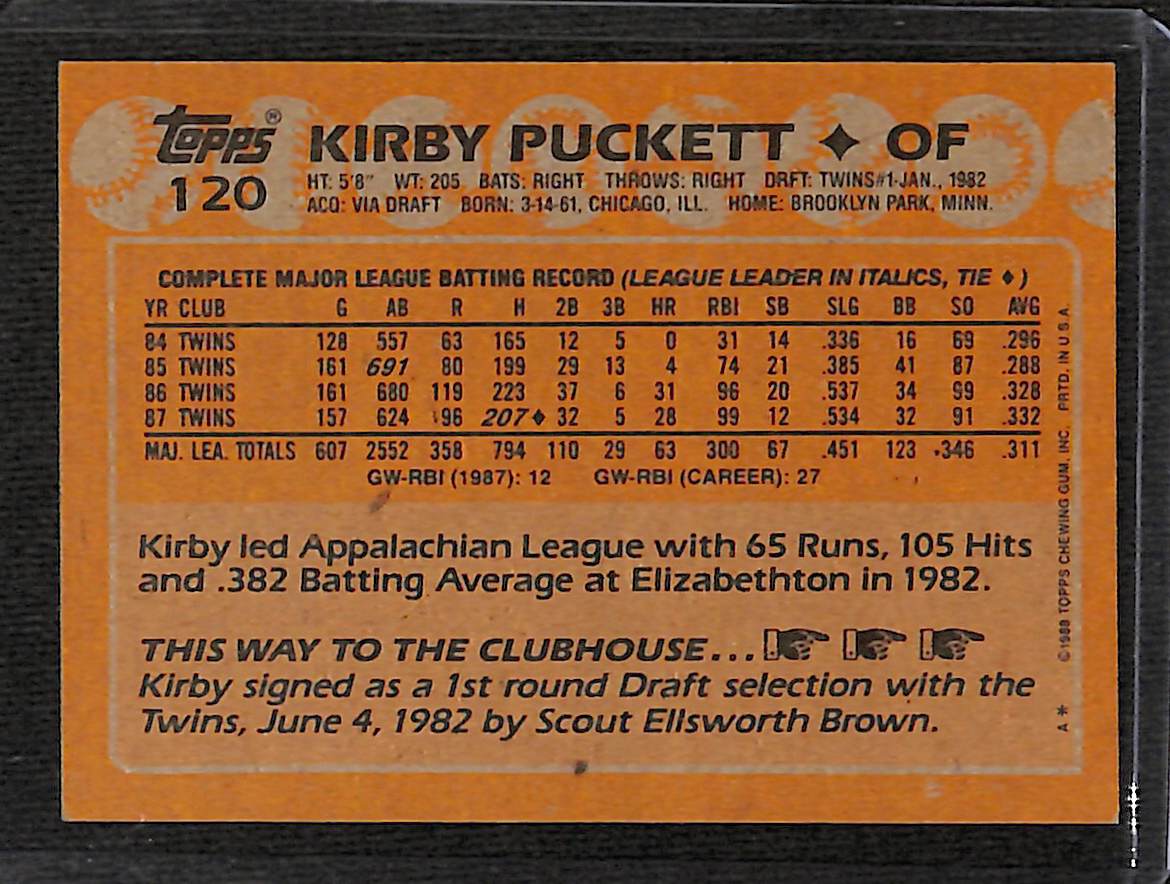 topps® KIRBY PUCKETT ✦ OF
120
HT: 5'8" WT: 205 BATS: RIGHT THROWS: RIGHT DRFT: TWINS#1-JAN., 1982
ACQ: VIA DRAFT BORN: 3-14-61, CHICAGO, ILL. HOME: BROOKLYN PARK, MINN.
COMPLETE MAJOR LEAGUE BATTING RECORD (LEAGUE LEADER IN ITALICS, TIE ♦)
YR CLUB G AB R H 2B 3B HR RBI SB SLG BB SO AVG
84 TWINS 128 557 63 165 12 5 0 31 14 .336 16 69 .296
85 TWINS 161 691 80 199 29 13 4 74 21 .385 41 87 .288
86 TWINS 161 680 119 223 37 6 31 96 20 .537 34 99 .328
87 TWINS 157 624 96 207♦ 32 5 28 99 12 .534 32 91 .332
MAJ. LEA. TOTALS 607 2552 358 794 110 29 63 300 67 .451 123 346 .311
GW-RBI (1987): 12 GW-RBI (CAREER): 27
Kirby led Appalachian League with 65 Runs, 105 Hits
and .382 Batting Average at Elizabethton in 1982.
THIS WAY TO THE CLUBHOUSE...
Kirby signed as a 1st round Draft selection with the
Twins, June 4, 1982 by Scout Ellsworth Brown.
A* ©1988 TOPPS CHEWING GUM, INC. PRTD. IN U.S.A.